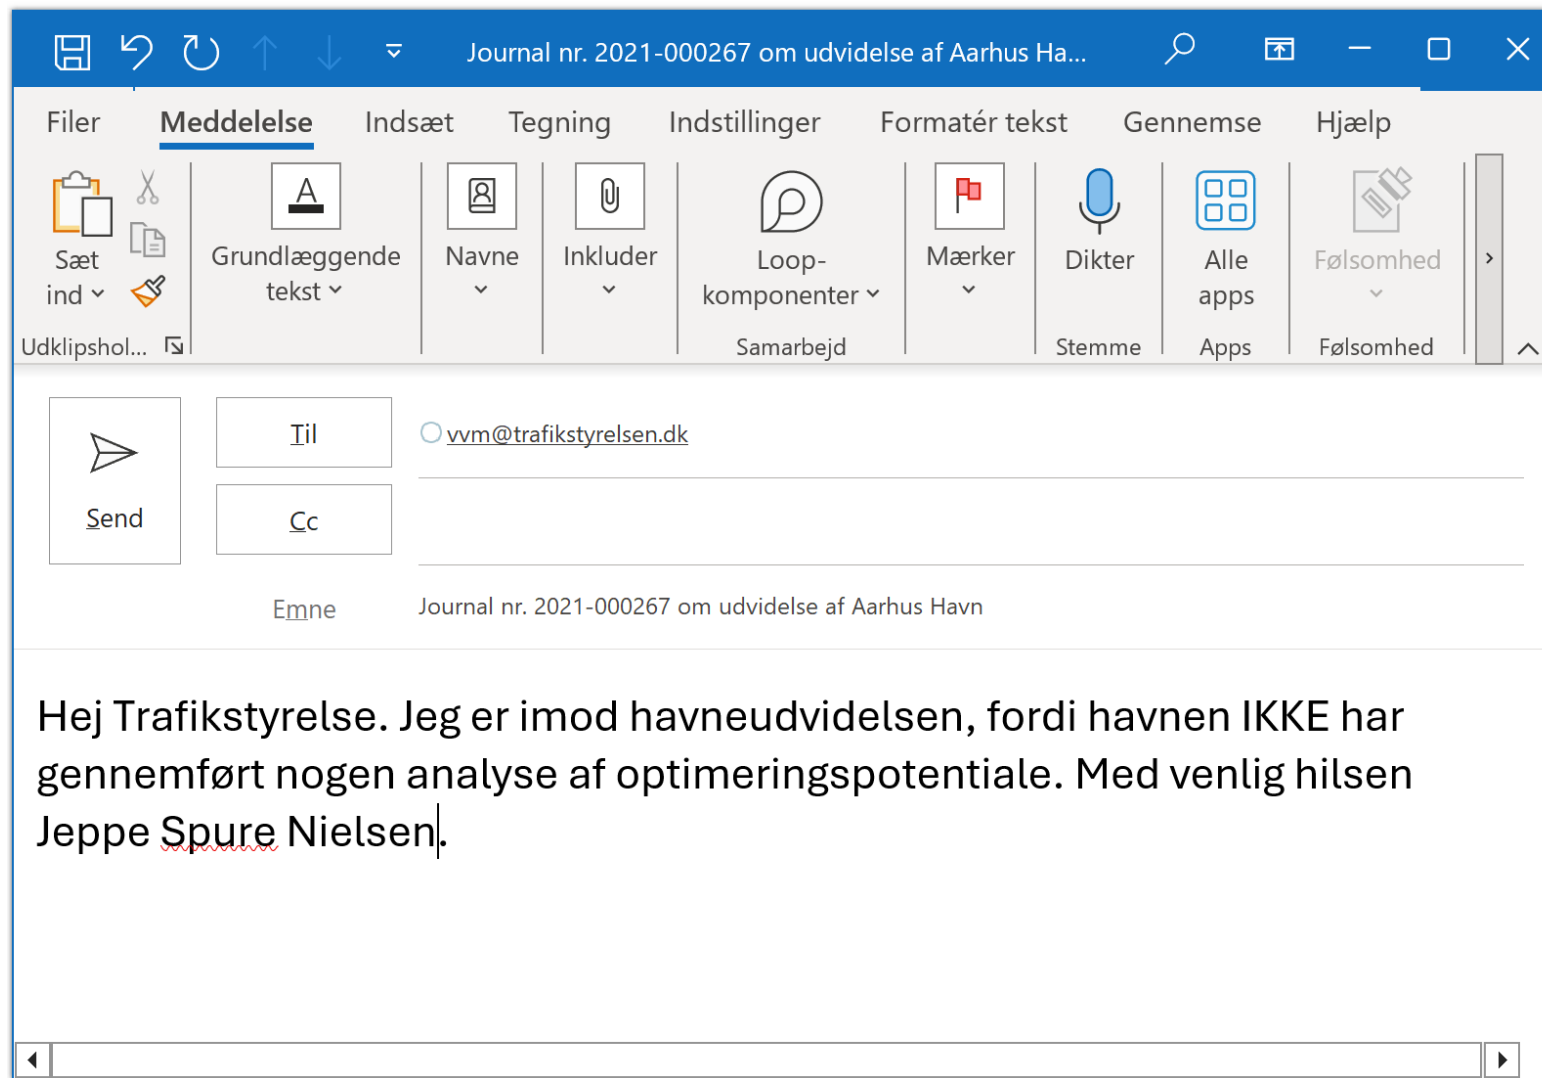 Journal nr. 2021-000267 om udvidelse af Aarhus Ha...
Filer Meddelelse Indsæt Tegning Indstillinger Formatér tekst Gennemse Hjælp
Sæt ind
Grundlæggende tekst
Navne
Inkluder
Loop-
komponenter
Mærker
Dikter
Alle
apps
Følsomhed
Udklipshol... Samarbejd Stemme Apps Følsomhed
Send
Til vvm@trafikstyrelsen.dk
Cc
Emne Journal nr. 2021-000267 om udvidelse af Aarhus Havn
Hej Trafikstyrelse. Jeg er imod havneudvidelsen, fordi havnen IKKE har
gennemført nogen analyse af optimeringspotentiale. Med venlig hilsen
Jeppe Spure Nielsen.